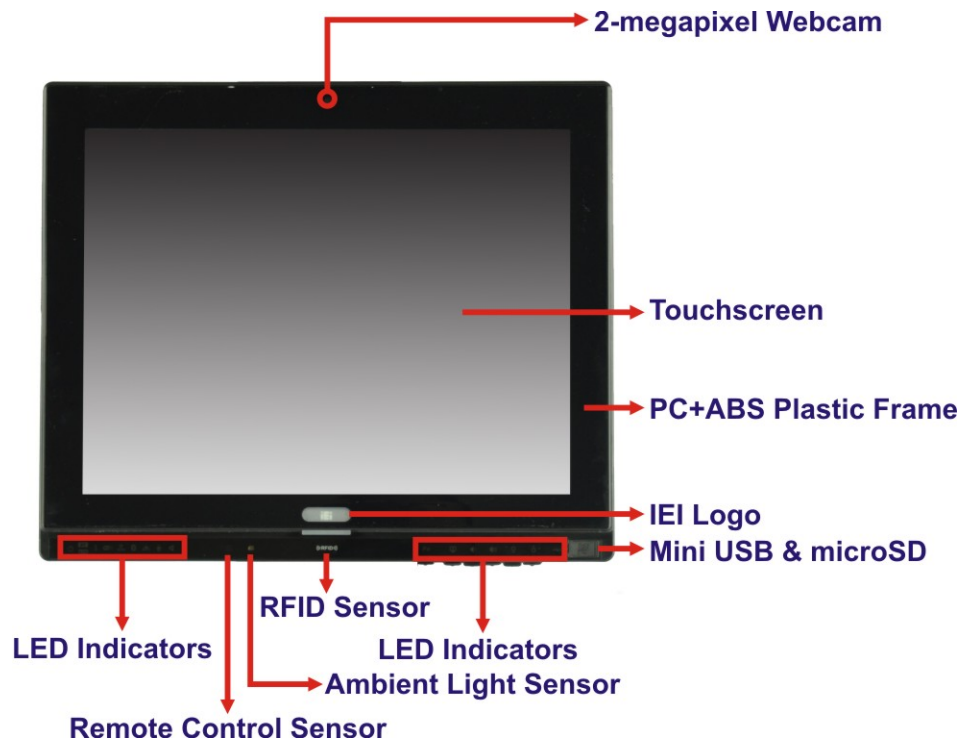 2-megapixel Webcam
Touchscreen
PC+ABS Plastic Frame
IEI Logo
Mini USB & microSD
RFID Sensor
LED Indicators
LED Indicators
Ambient Light Sensor
Remote Control Sensor